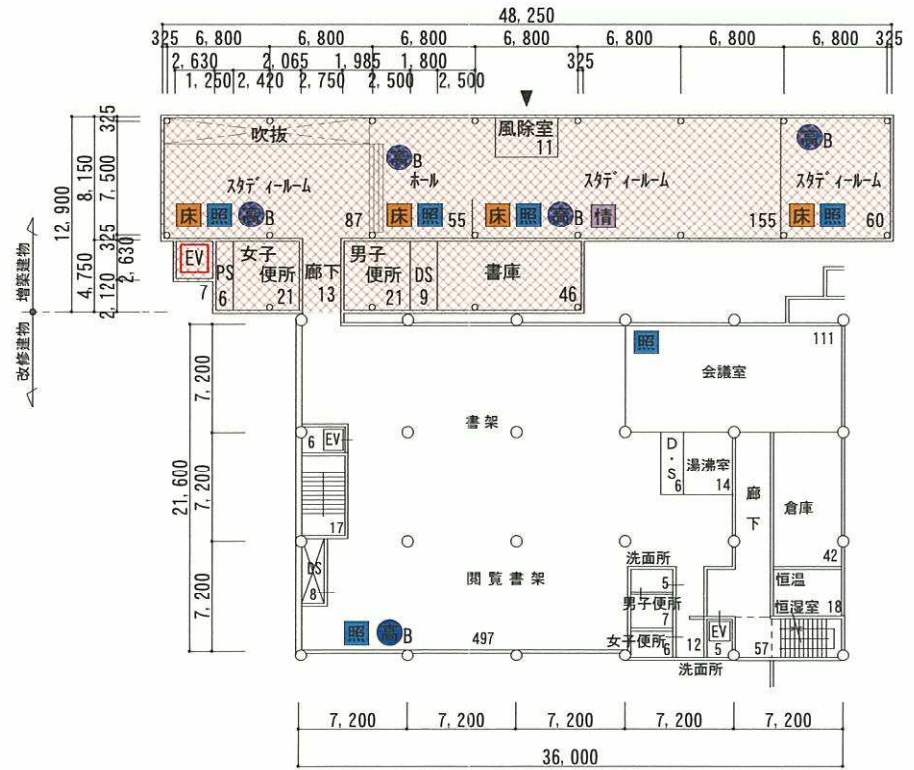 48,250
325 6,800 6,800 6,800 6,800 6,800 6,800 6,800 325
2,630 2,065 1,985 1,800 325
1,250 2,420 2,750 2,500 2,500
12,900
4,750 8,150
2,120 2,630 325 7,500 325
増築建物
改修建物
吹抜
風除室
11
高B
高B
スタディールーム
ホール
スタディールーム
スタディールーム
床 照 高B
87
床 照
55
床 照 高B 情
155
床 照
60
EV
7
PS
6
女子
便所
21
廊下
13
男子
便所
21
DS
9
書庫
46
照
111
会議室
書架
6 EV
17
DS
8
D・S
6
湯沸室
14
廊下
倉庫
42
恒温
恒湿室
18
閲覧書架
洗面所
5
男子便所
7
女子便所
6
12
EV
5
57
洗面所
照 高B
497
21,600
7,200
7,200
7,200
7,200 7,200 7,200 7,200 7,200
36,000